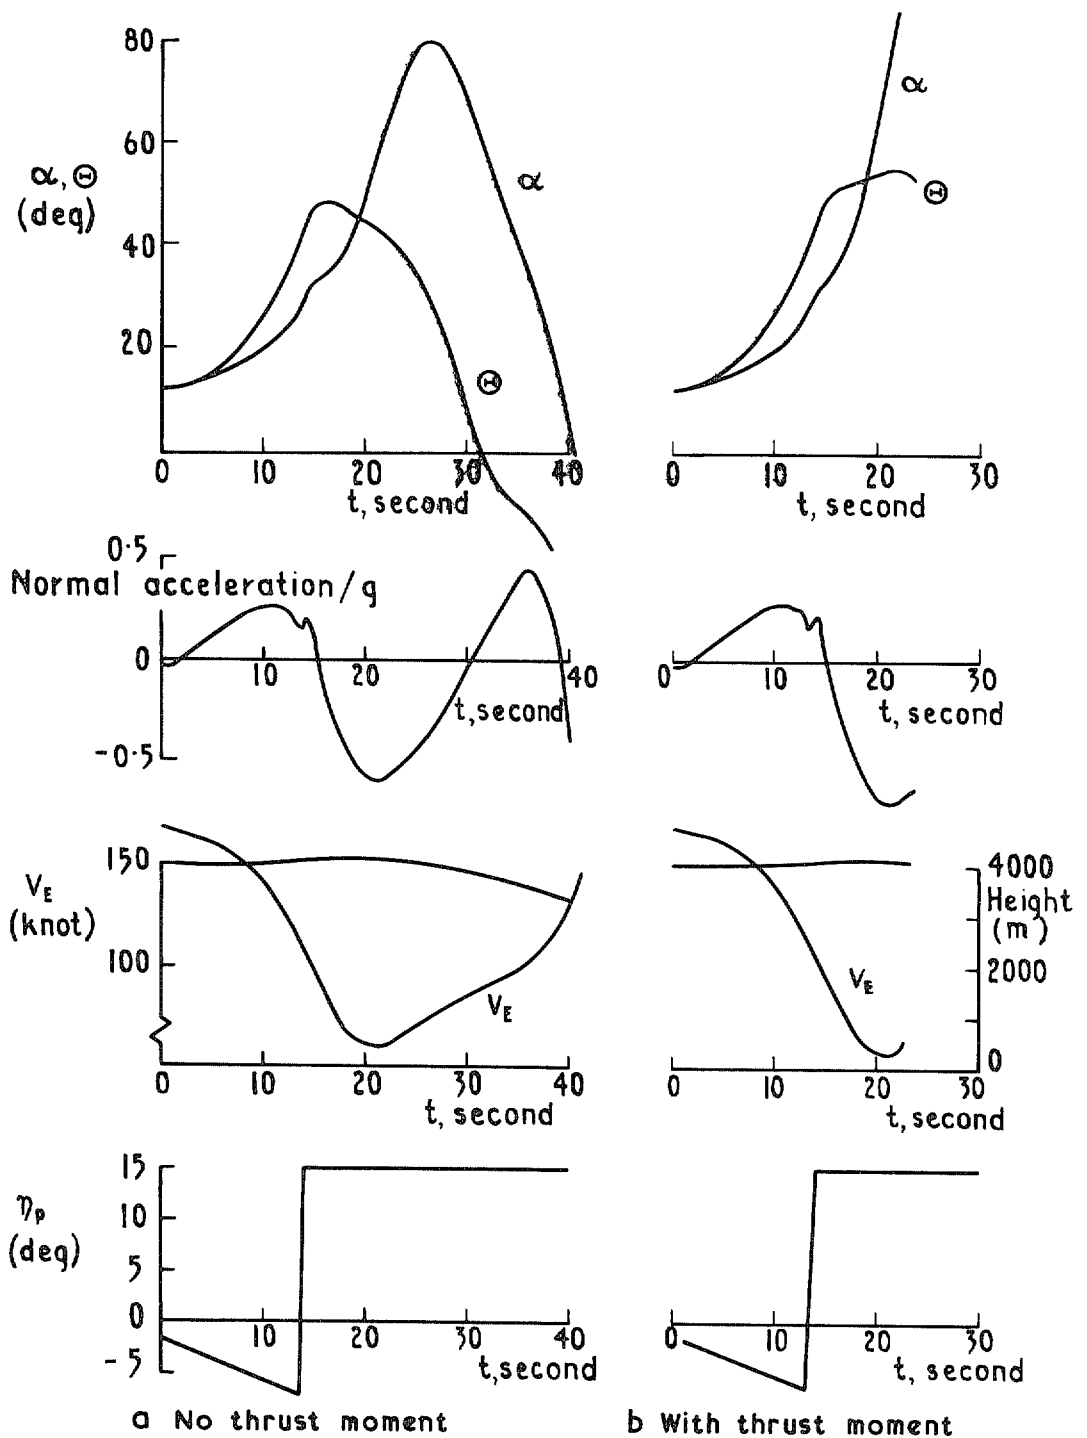 80
60
α, Θ
(deg)
40
20
α
Θ
0 10 20 30 40
t, second
α
Θ
0 10 20 30
t, second
0·5
Normal acceleration/g
0
10 20 40
t,second
-0·5
0 10 20 30
t, second
150
V_E
(knot)
100
V_E
0 10 20 30 40
t, second
4000
Height
(m)
2000
V_E
0
0 10 20 30
t, second
15
η_p
10
(deg)
5
0
10 20 30 40
-5
t,second
0 10 20 30
t, second
a No thrust moment
b With thrust moment